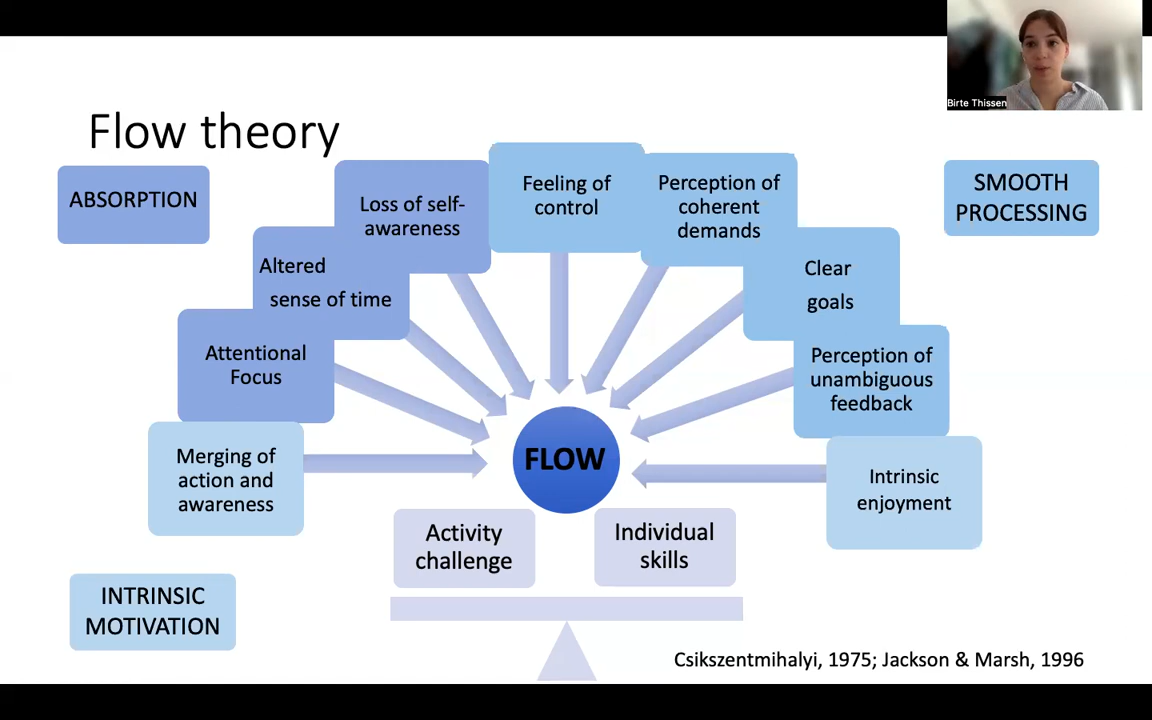 Birte Thissen
Flow theory
ABSORPTION
SMOOTH
PROCESSING
Loss of self-
awareness
Feeling of
control
Perception of
coherent
demands
Altered
sense of time
Clear
goals
Attentional
Focus
Perception of
unambiguous
feedback
Merging of
action and
awareness
FLOW
Intrinsic
enjoyment
Activity
challenge
Individual
skills
INTRINSIC
MOTIVATION
Csikszentmihalyi, 1975; Jackson & Marsh, 1996